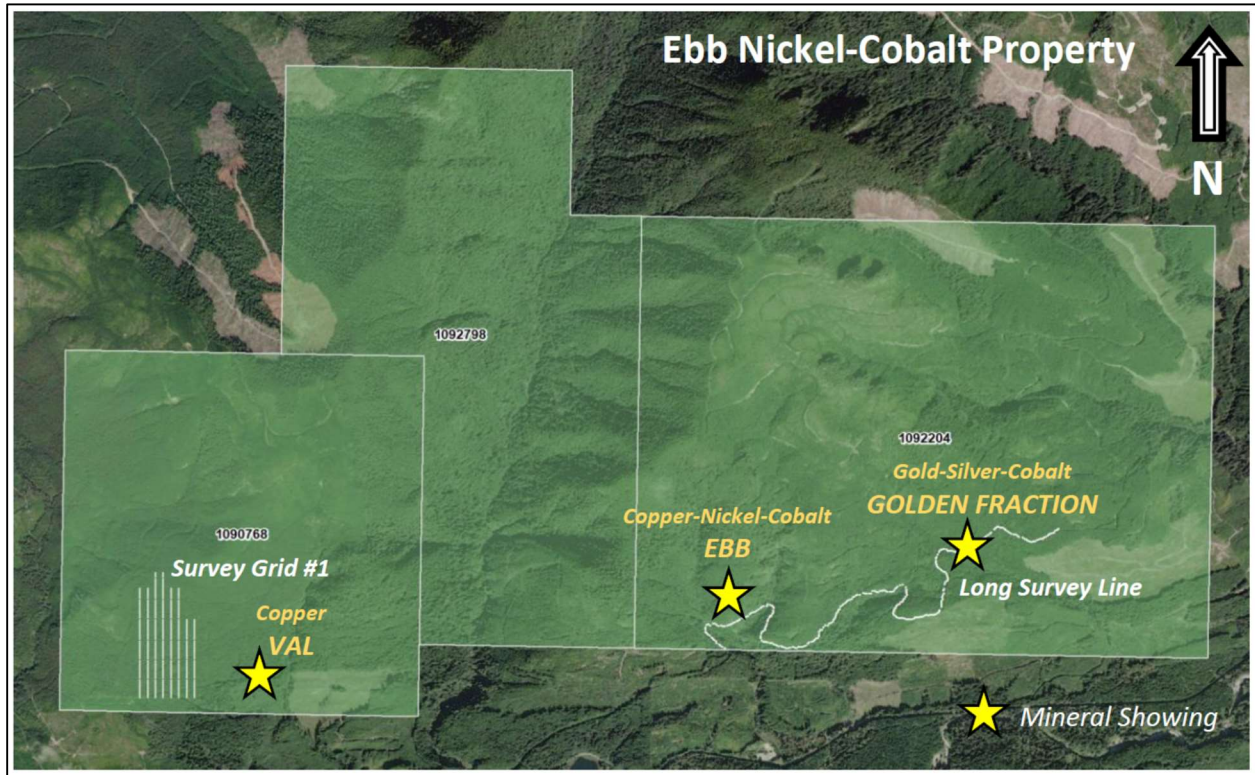 Ebb Nickel-Cobalt Property
N
1092798
1092204
Gold-Silver-Cobalt
GOLDEN FRACTION
Copper-Nickel-Cobalt
EBB
1090768
Survey Grid #1
Long Survey Line
Copper
VAL
Mineral Showing